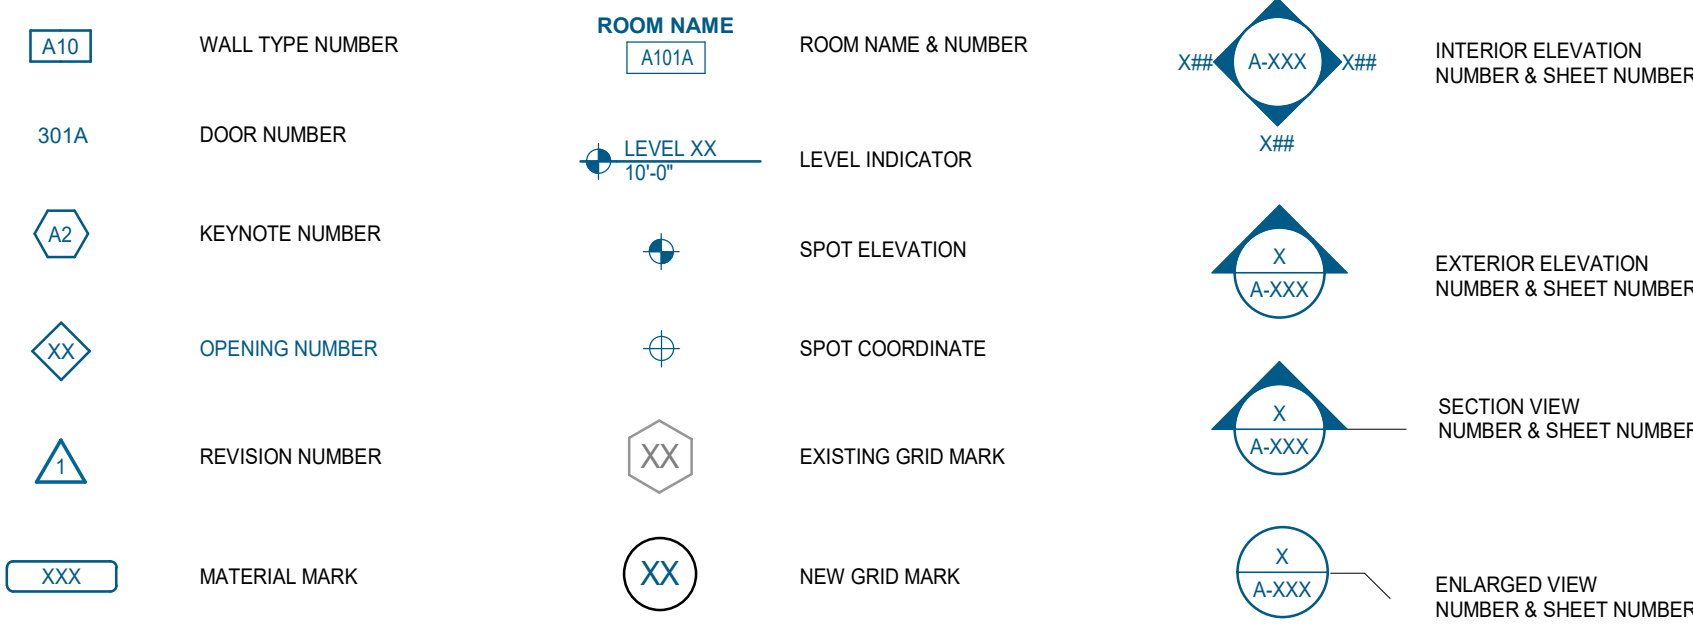 A10
WALL TYPE NUMBER
301A
DOOR NUMBER
A2
KEYNOTE NUMBER
XX
OPENING NUMBER
1
REVISION NUMBER
XXX
MATERIAL MARK
ROOM NAME
A101A
ROOM NAME & NUMBER
LEVEL XX
10'-0"
LEVEL INDICATOR
SPOT ELEVATION
SPOT COORDINATE
XX
EXISTING GRID MARK
XX
NEW GRID MARK
X##
A-XXX
X##
X##
INTERIOR ELEVATION
NUMBER & SHEET NUMBER
X
A-XXX
EXTERIOR ELEVATION
NUMBER & SHEET NUMBER
X
A-XXX
SECTION VIEW
NUMBER & SHEET NUMBER
X
A-XXX
ENLARGED VIEW
NUMBER & SHEET NUMBER